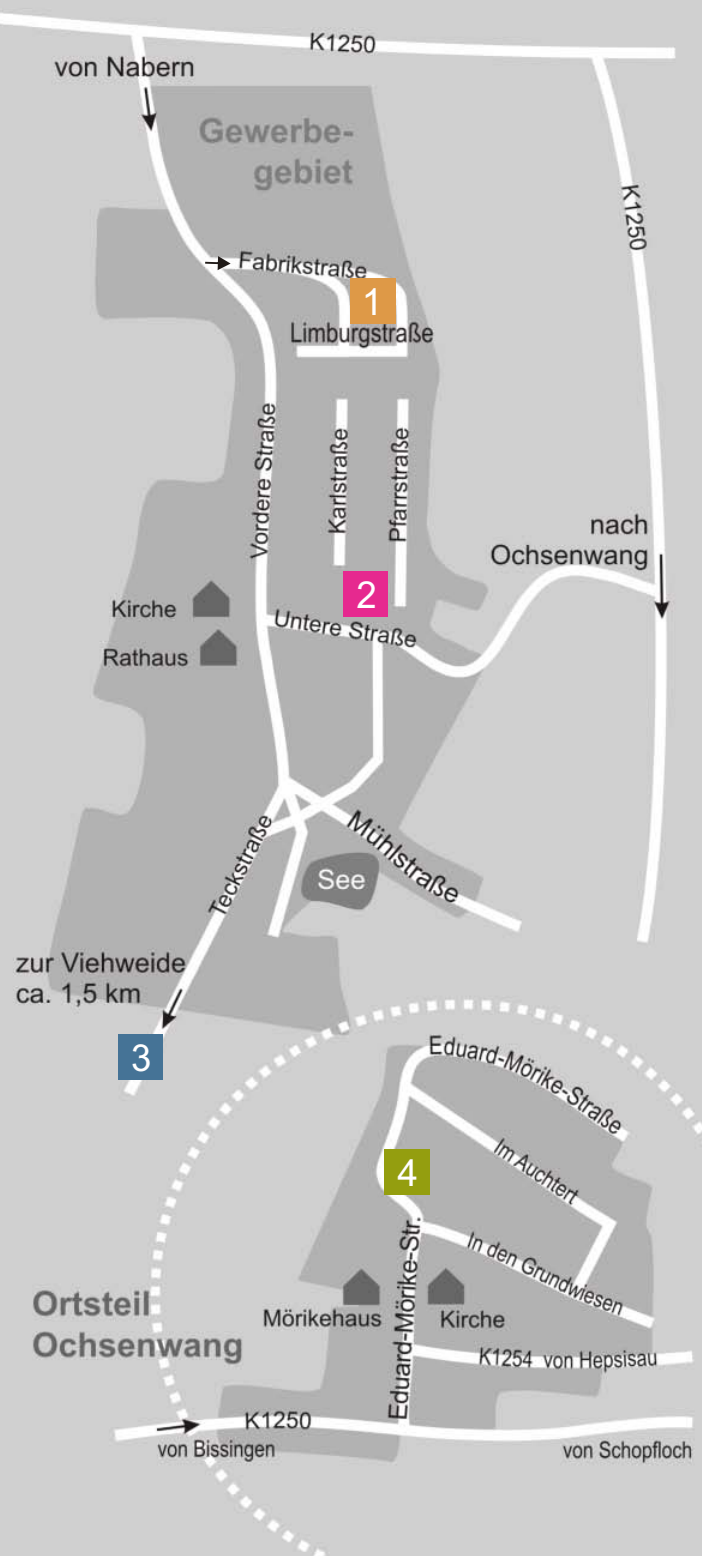 K1250
von Nabern
Gewerbe-
gebiet
K1250
Fabrikstraße
1
Limburgstraße
Vordere Straße
Karlstraße
Pfarrstraße
nach
Ochsenwang
2
Kirche
Untere Straße
Rathaus
Mühlstraße
Teckstraße
See
zur Viehweide
ca. 1,5 km
3
Eduard-Mörike-Straße
Im Auchtert
4
Eduard-Mörike-Str.
In den Grundwiesen
Ortsteil
Ochsenwang
Mörikehaus
Kirche
K1254 von Hepsisau
K1250
von Bissingen
von Schopfloch